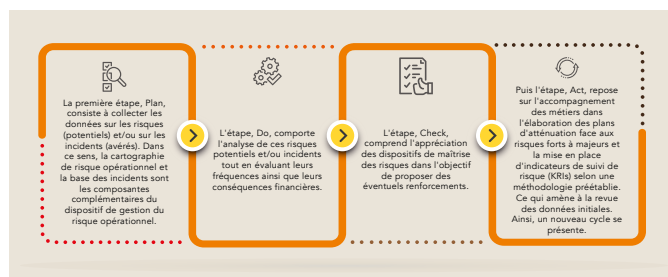 La première étape, Plan,
consiste à collecter les
données sur les risques
(potentiels) et/ou sur les
incidents (avérés). Dans
ce sens, la cartographie
de risque opérationnel et
la base des incidents sont
les composantes
complémentaires du
dispositif de gestion du
risque opérationnel.
L'étape, Do, comporte
l'analyse de ces risques
potentiels et/ou incidents
tout en évaluant leurs
fréquences ainsi que leurs
conséquences financières.
L'étape, Check,
comprend l'appréciation
des dispositifs de maîtrise
des risques dans l'objectif
de proposer des
éventuels renforcements.
Puis l'étape, Act, repose
sur l'accompagnement
des métiers dans
l'élaboration des plans
d'atténuation face aux
risques forts à majeurs et
la mise en place
d'indicateurs de suivi de
risque (KRIs) selon une
méthodologie préétablie.
Ce qui amène à la revue
des données initiales.
Ainsi, un nouveau cycle se
présente.